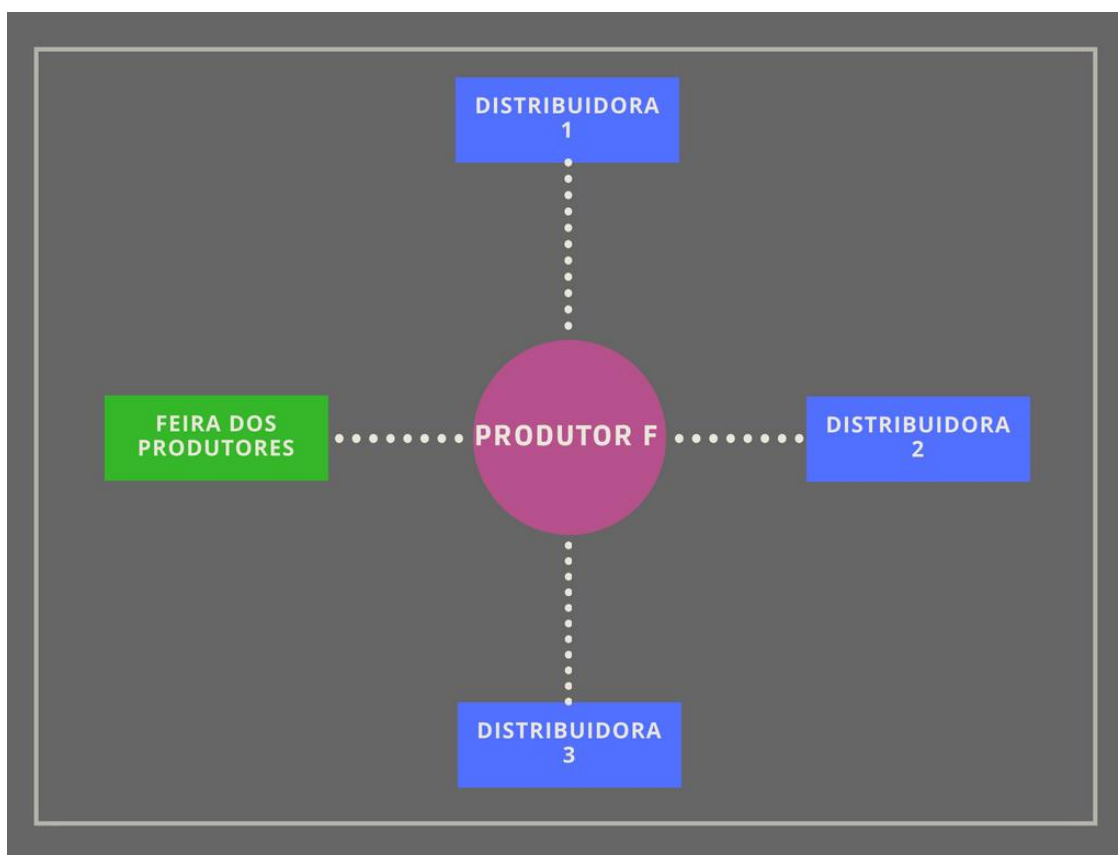 DISTRIBUIDORA
1
FEIRA DOS
PRODUTORES
PRODUTOR F
DISTRIBUIDORA
2
DISTRIBUIDORA
3